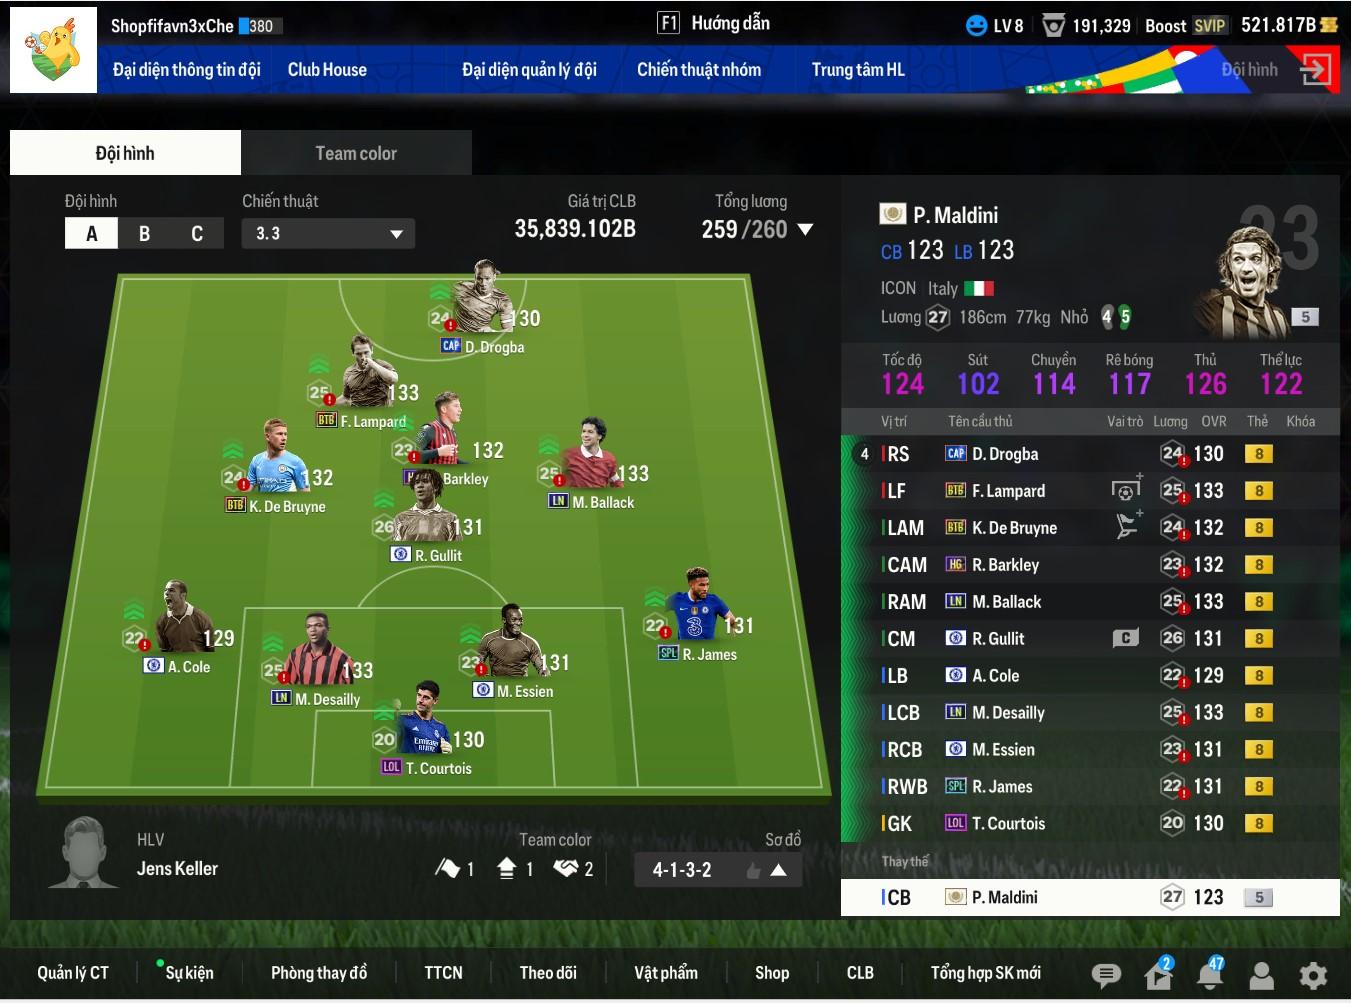 Shopfifavn3xChe 380
F1 Hướng dẫn
LV 8 191,329 Boost SVIP 521.817B
Đại diện thông tin đội Club House Đại diện quản lý đội Chiến thuật nhóm Trung tâm HL Đội hình
Đội hình Team color
Đội hình Chiến thuật Giá trị CLB Tổng lương
A B C 3.3 35,839.102B 259 /260
24 130
CAP D. Drogba
25 133
BTB F. Lampard
23 132
Barkley
24 132
BTB K. De Bruyne
25 133
LN M. Ballack
26 131
R. Gullit
22 129
A. Cole
25 133
LN M. Desailly
23 131
M. Essien
22 131
SPL R. James
20 130
LOL T. Courtois
HLV
Jens Keller
Team color Sơ đồ
1 1 2 4-1-3-2
23
P. Maldini
CB 123 LB 123
ICON Italy
Lương 27 186cm 77kg Nhỏ 4 5
5
Tốc độ Sút Chuyền Rê bóng Thủ Thể lực
124 102 114 117 126 122
Vị trí Tên cầu thủ Vai trò Lương OVR Thẻ Khóa
4 RS CAP D. Drogba 24 130 8
LF BTB F. Lampard 25 133 8
LAM BTB K. De Bruyne 24 132 8
CAM HG R. Barkley 23 132 8
RAM LN M. Ballack 25 133 8
CM R. Gullit C 26 131 8
LB A. Cole 22 129 8
LCB LN M. Desailly 25 133 8
RCB M. Essien 23 131 8
RWB SPL R. James 22 131 8
GK LOL T. Courtois 20 130 8
Thay thế
CB P. Maldini 27 123 5
Quản lý CT Sự kiện Phòng thay đồ TTCN Theo dõi Vật phẩm Shop CLB Tổng hợp SK mới 2 47